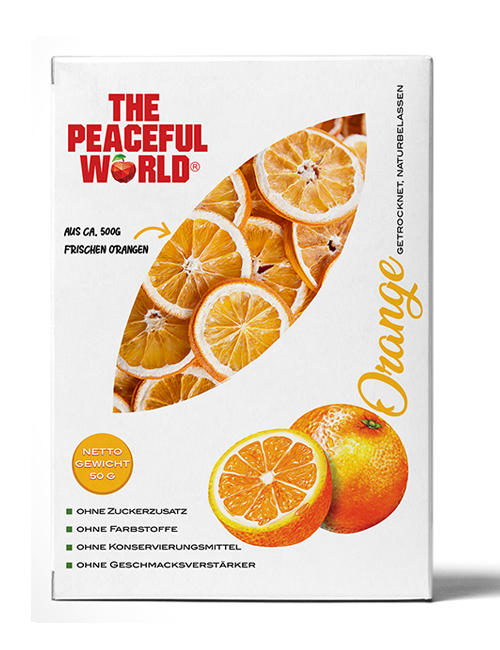 THE
PEACEFUL
WORLD®
AUS CA. 500G
FRISCHEN ORANGEN
Orange
GETROCKNET, NATURBELASSEN
NETTO
GEWICHT
50 G
OHNE ZUCKERZUSATZ
OHNE FARBSTOFFE
OHNE KONSERVIERUNGSMITTEL
OHNE GESCHMACKSVERSTÄRKER